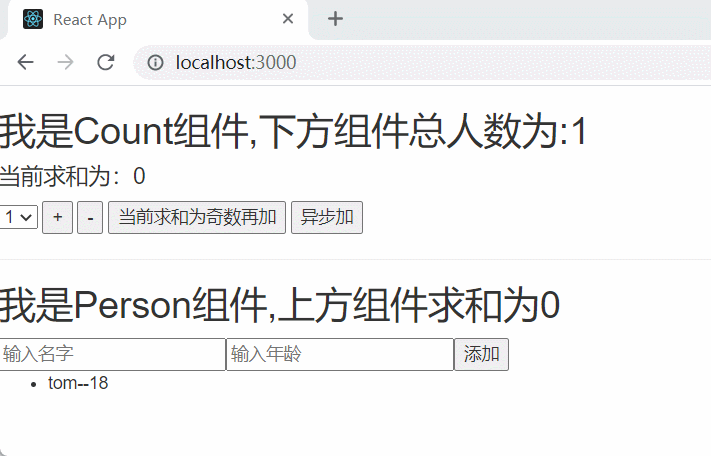 React App
localhost:3000
我是Count组件,下方组件总人数为:1
当前求和为：0
1 + - 当前求和为奇数再加 异步加
我是Person组件,上方组件求和为0
输入名字 输入年龄 添加
tom--18